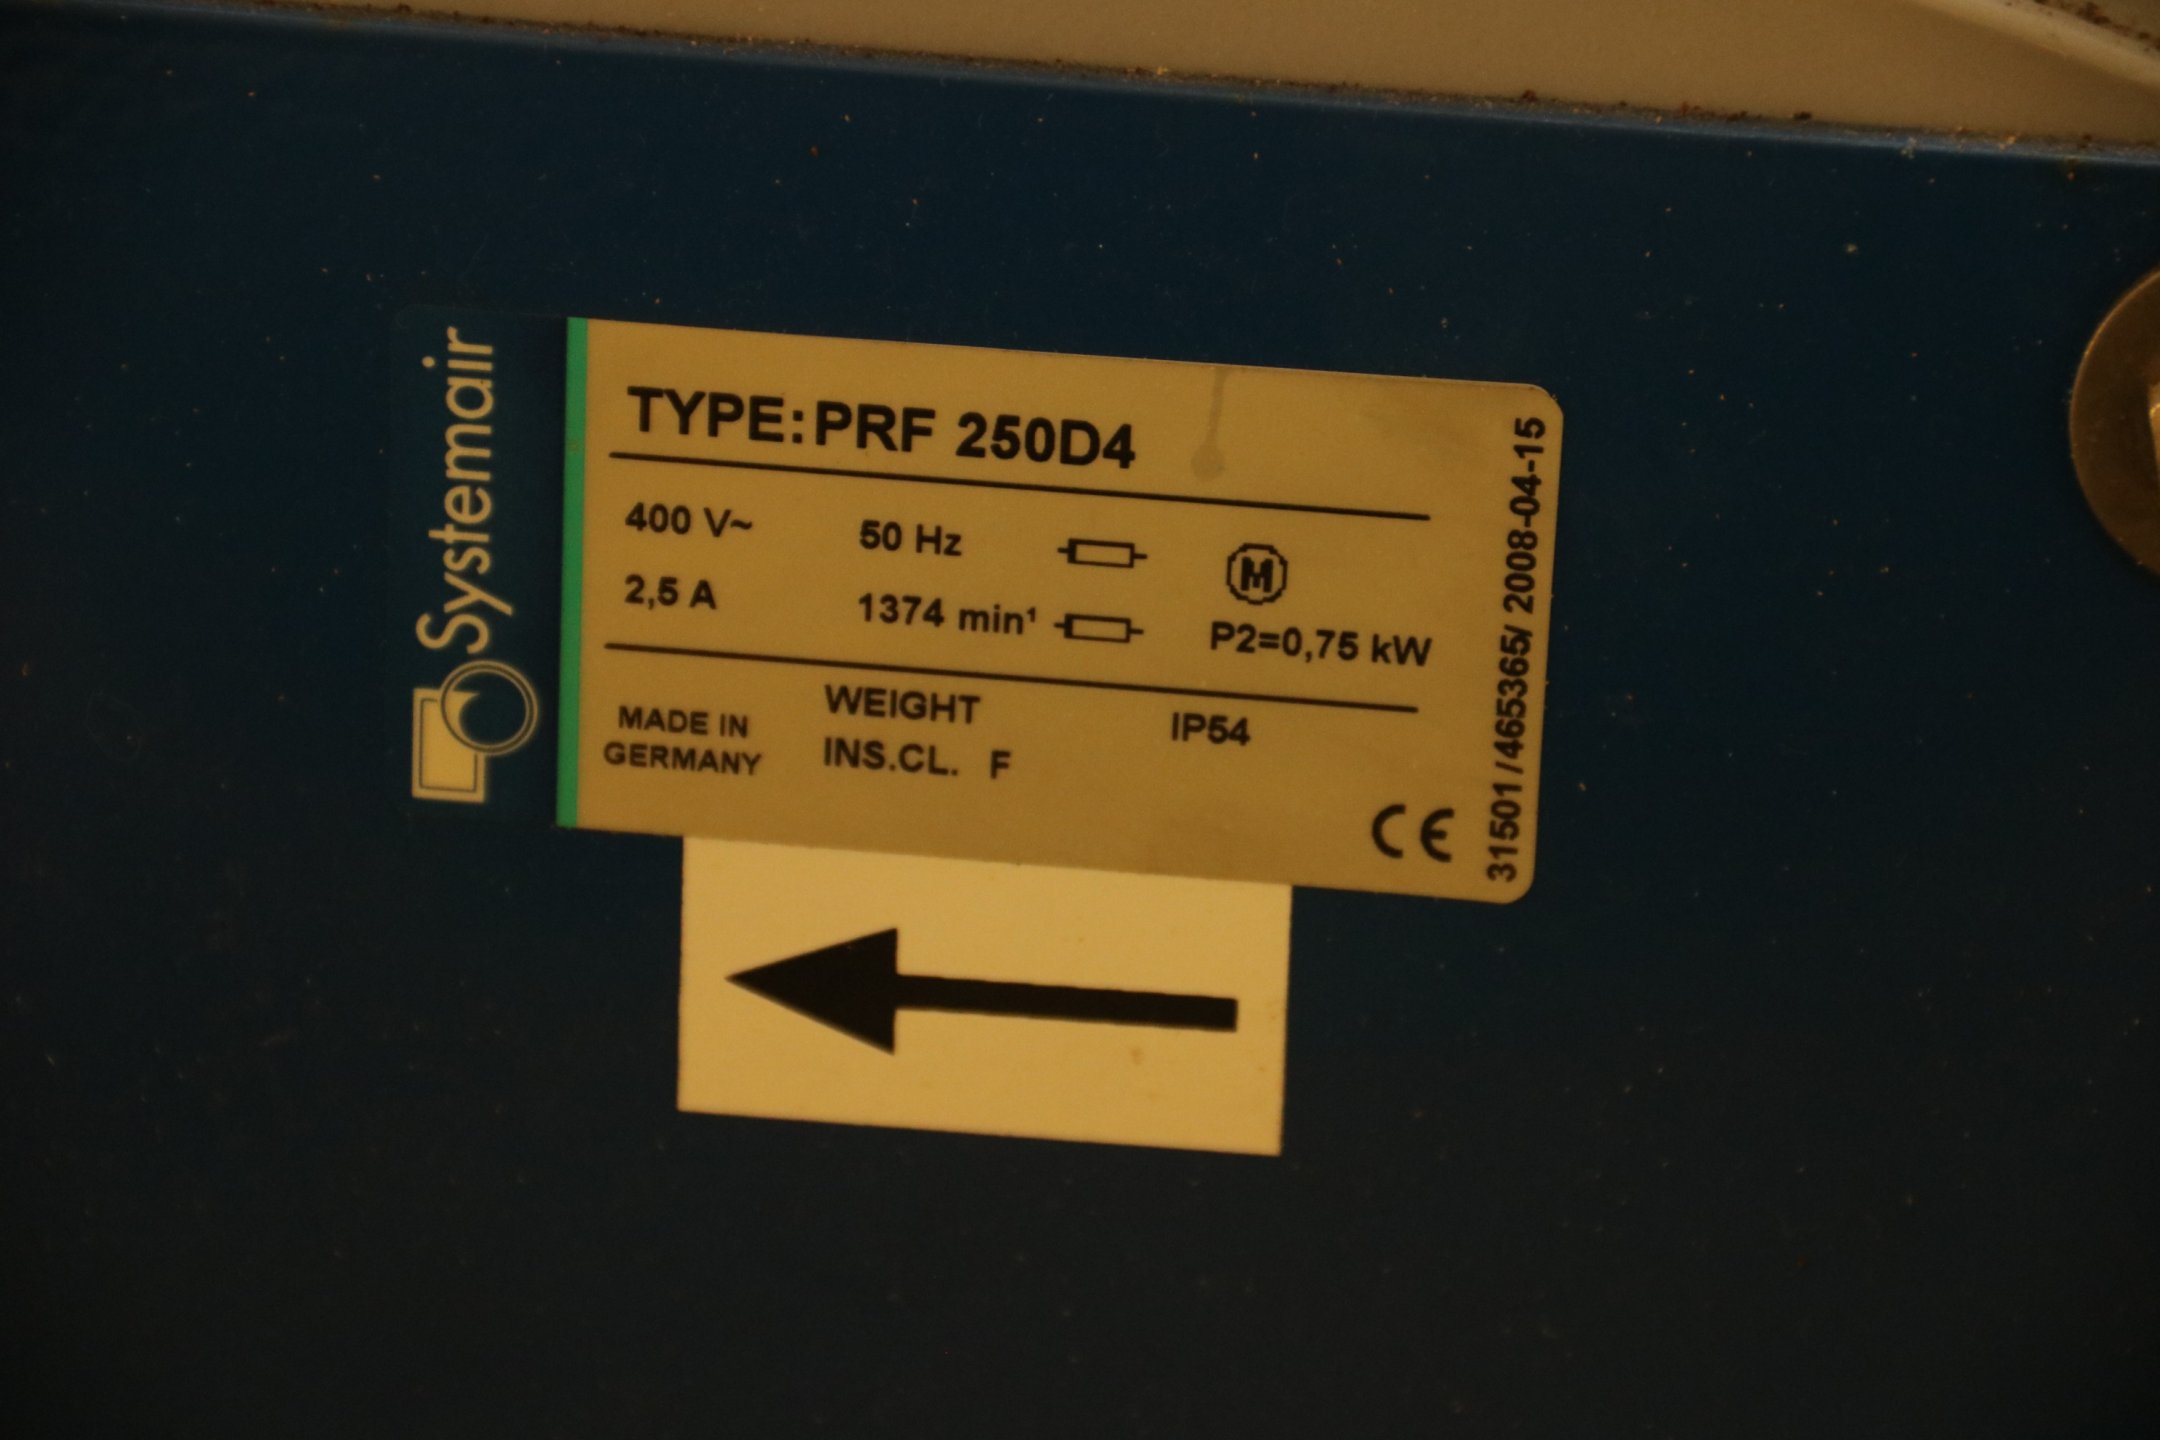 Systemair
TYPE: PRF 250D4
400 V~ 50 Hz M
2,5 A 1374 min¹ P2=0,75 kW
MADE IN
GERMANY
WEIGHT
INS.CL. F
IP54
CE
31501/465365/ 2008-04-15